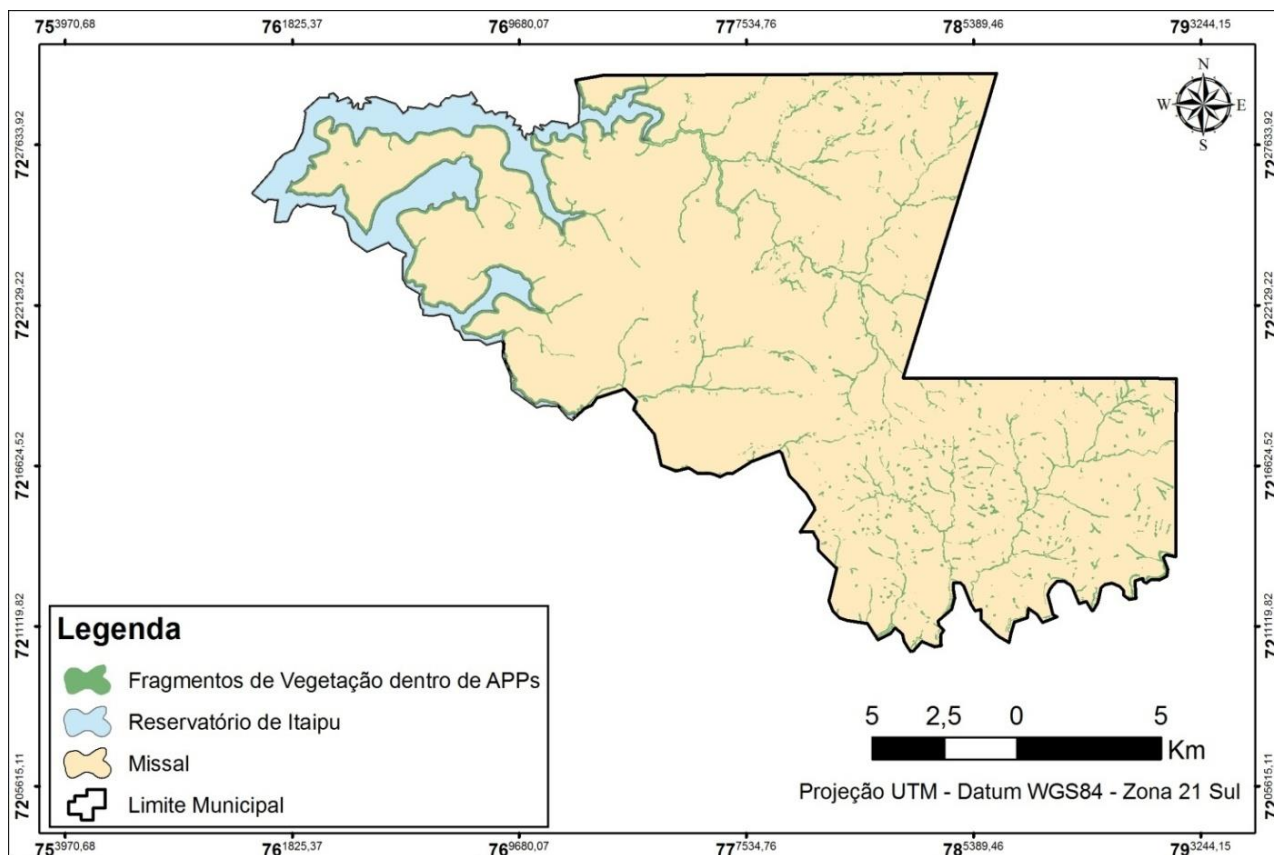 75³⁹⁷⁰,⁶⁸ 76¹⁸²⁵,³⁷ 76⁹⁶⁸⁰,⁰⁷ 77⁷⁵³⁴,⁷⁶ 78⁵³⁸⁹,⁴⁶ 79³²⁴⁴,¹⁵
N
W E
S
72²⁷⁶³³,⁹² 72²⁷⁶³³,⁹²
72²²¹²⁹,²² 72²²¹²⁹,²²
72¹⁶⁶²⁴,⁵² 72¹⁶⁶²⁴,⁵²
72¹¹¹¹⁹,⁸² 72¹¹¹¹⁹,⁸²
72⁰⁵⁶¹⁵,¹¹ 72⁰⁵⁶¹⁵,¹¹
Legenda
Fragmentos de Vegetação dentro de APPs
Reservatório de Itaipu
Missal
Limite Municipal
5 2,5 0 5
Km
Projeção UTM - Datum WGS84 - Zona 21 Sul
75³⁹⁷⁰,⁶⁸ 76¹⁸²⁵,³⁷ 76⁹⁶⁸⁰,⁰⁷ 77⁷⁵³⁴,⁷⁶ 78⁵³⁸⁹,⁴⁶ 79³²⁴⁴,¹⁵